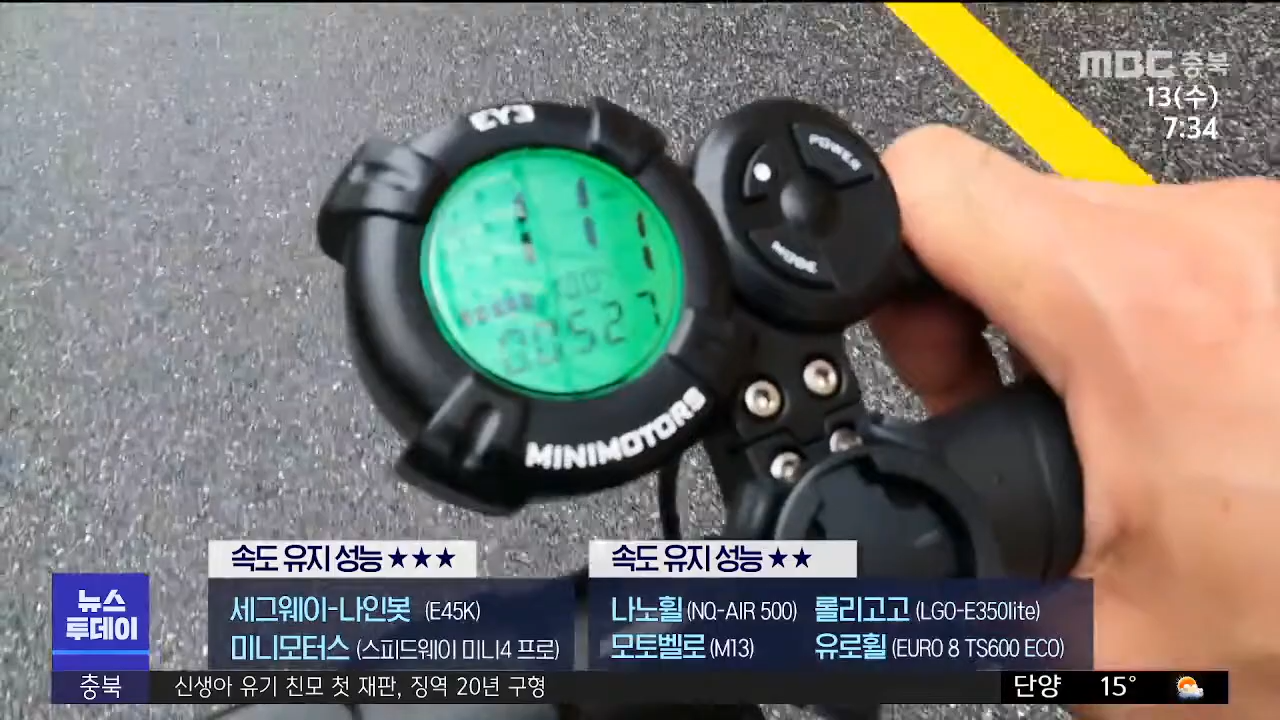 MBC 충북
13(수)
7:34
EY3
POWER
MODE
00527
MINIMOTORS
속도 유지 성능 ★★★
세그웨이-나인봇 (E45K)
미니모터스 (스피드웨이 미니4 프로)
속도 유지 성능 ★★
나노휠 (NQ-AIR 500) 롤리고고 (LGO-E350lite)
모토벨로 (M13) 유로휠 (EURO 8 TS600 ECO)
뉴스
투데이
충북 신생아 유기 친모 첫 재판, 징역 20년 구형 단양 15°